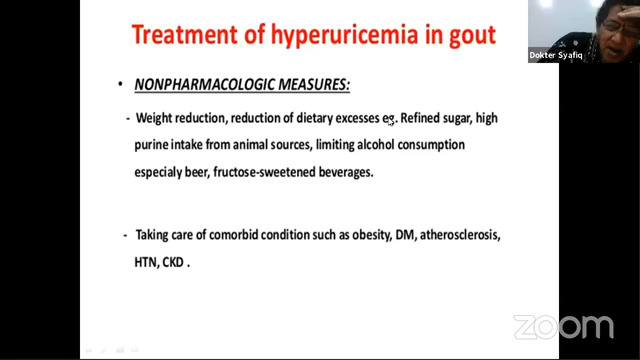 Treatment of hyperuricemia in gout
Dokter Syafiq
• NONPHARMACOLOGIC MEASURES:
- Weight reduction, reduction of dietary excesses eg. Refined sugar, high
purine intake from animal sources, limiting alcohol consumption
especialy beer, fructose-sweetened beverages.
- Taking care of comorbid condition such as obesity, DM, atherosclerosis,
HTN, CKD .
zoom